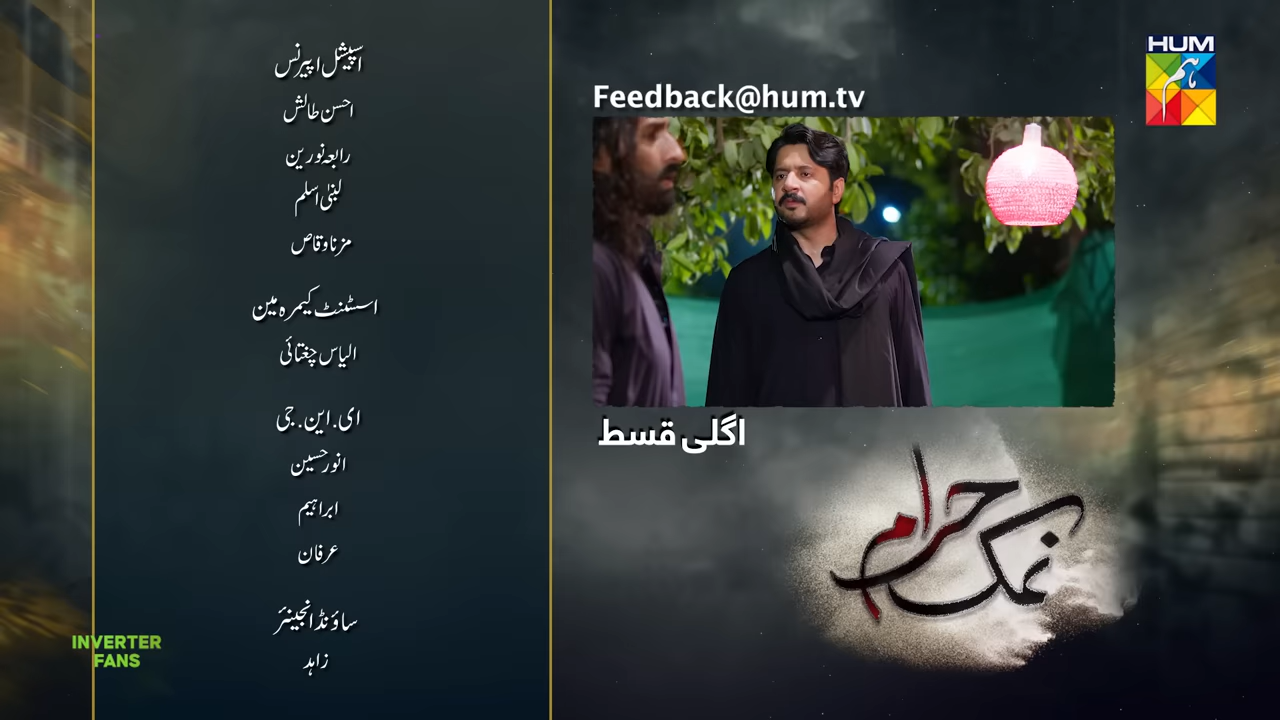 اسپیشل اپیرنس
احسن طالش
رابعہ نورین
لبنیٰ اسلم
مزنا وقاص
اسسٹنٹ کیمرہ مین
الیاس چغتائی
ای.این.جی
انور حسین
ابراہیم
عرفان
ساؤنڈ انجینئر
زاہد
INVERTER
FANS
Feedback@hum.tv
اگلی قسط
نمک حرام
HUM
ہم